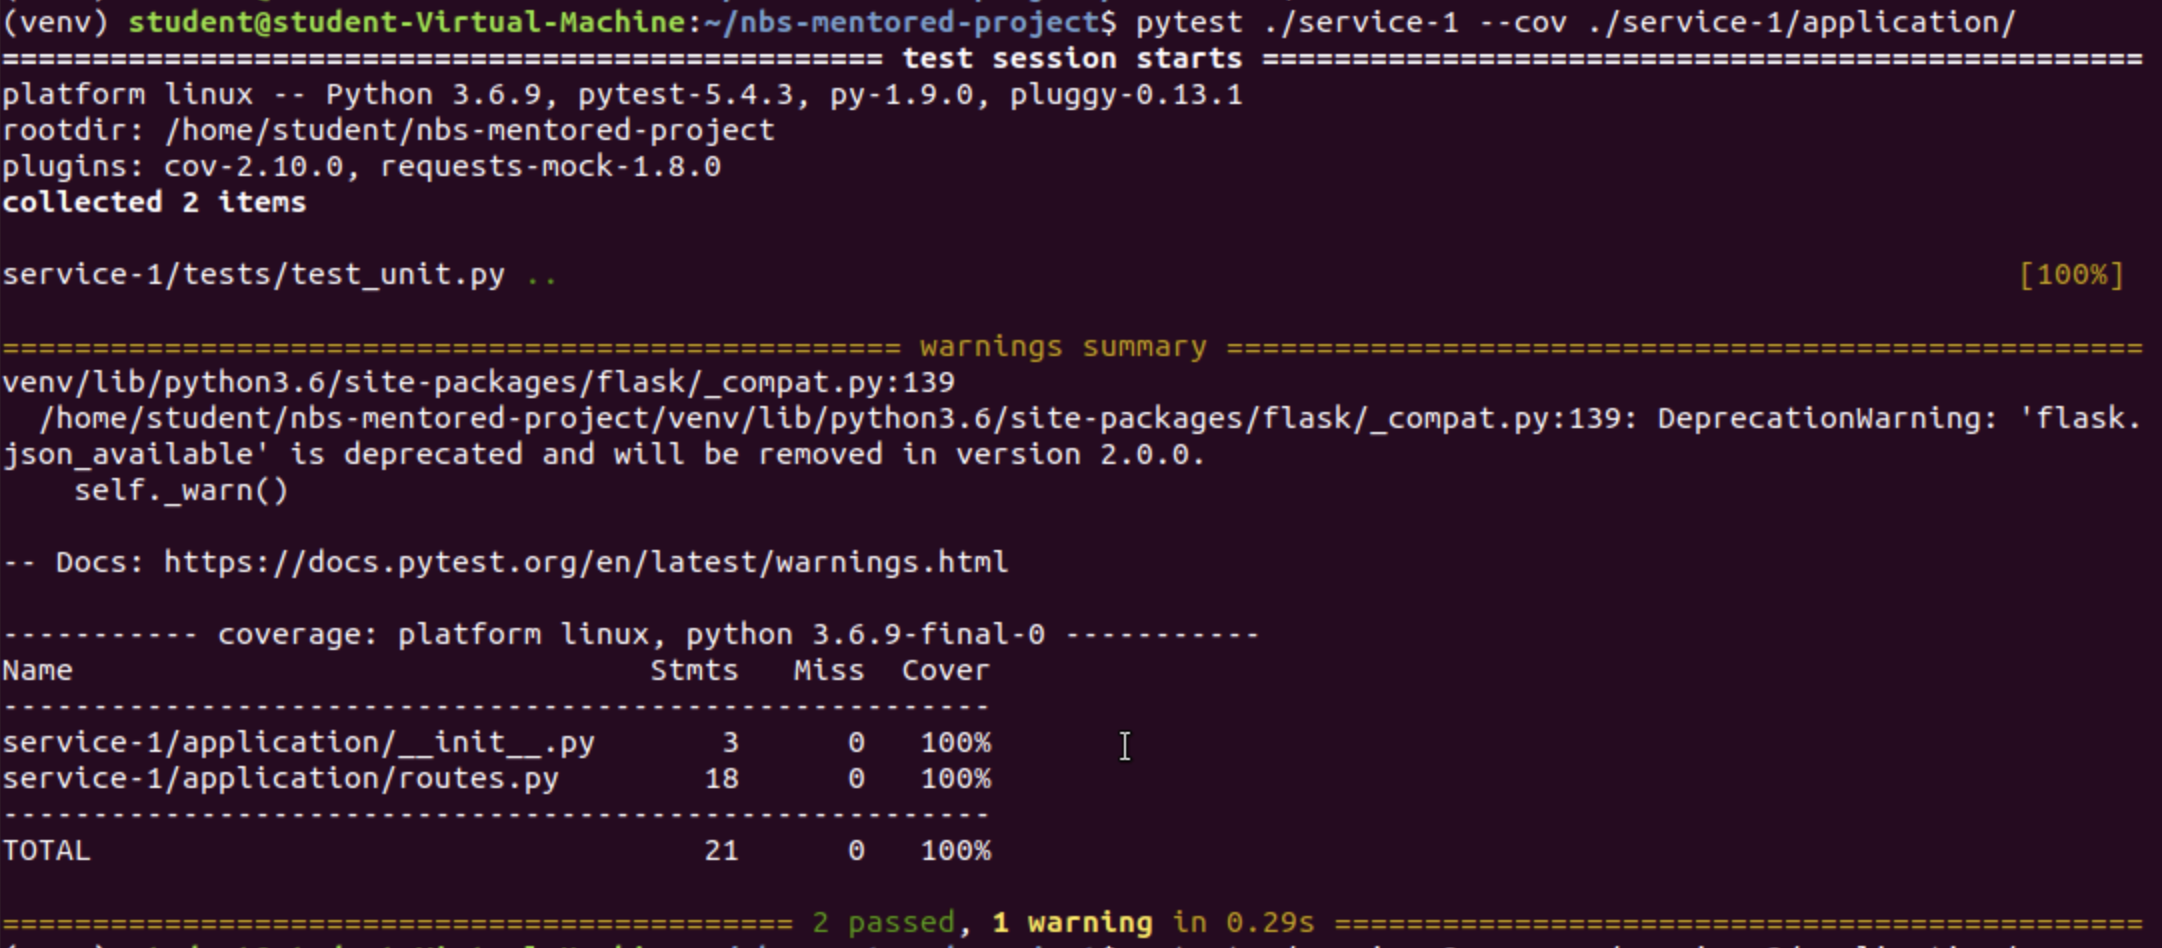 (venv) student@student-Virtual-Machine:~/nbs-mentored-project$ pytest ./service-1 --cov ./service-1/application/
================================================= test session starts =================================================
platform linux -- Python 3.6.9, pytest-5.4.3, py-1.9.0, pluggy-0.13.1
rootdir: /home/student/nbs-mentored-project
plugins: cov-2.10.0, requests-mock-1.8.0
collected 2 items
service-1/tests/test_unit.py .. [100%]
================================================== warnings summary ===================================================
venv/lib/python3.6/site-packages/flask/_compat.py:139
/home/student/nbs-mentored-project/venv/lib/python3.6/site-packages/flask/_compat.py:139: DeprecationWarning: 'flask.
json_available' is deprecated and will be removed in version 2.0.0.
self._warn()
-- Docs: https://docs.pytest.org/en/latest/warnings.html
----------- coverage: platform linux, python 3.6.9-final-0 -----------
Name Stmts Miss Cover
-------------------------------------------------------
service-1/application/__init__.py 3 0 100%
service-1/application/routes.py 18 0 100%
-------------------------------------------------------
TOTAL 21 0 100%
============================================ 2 passed, 1 warning in 0.29s =============================================